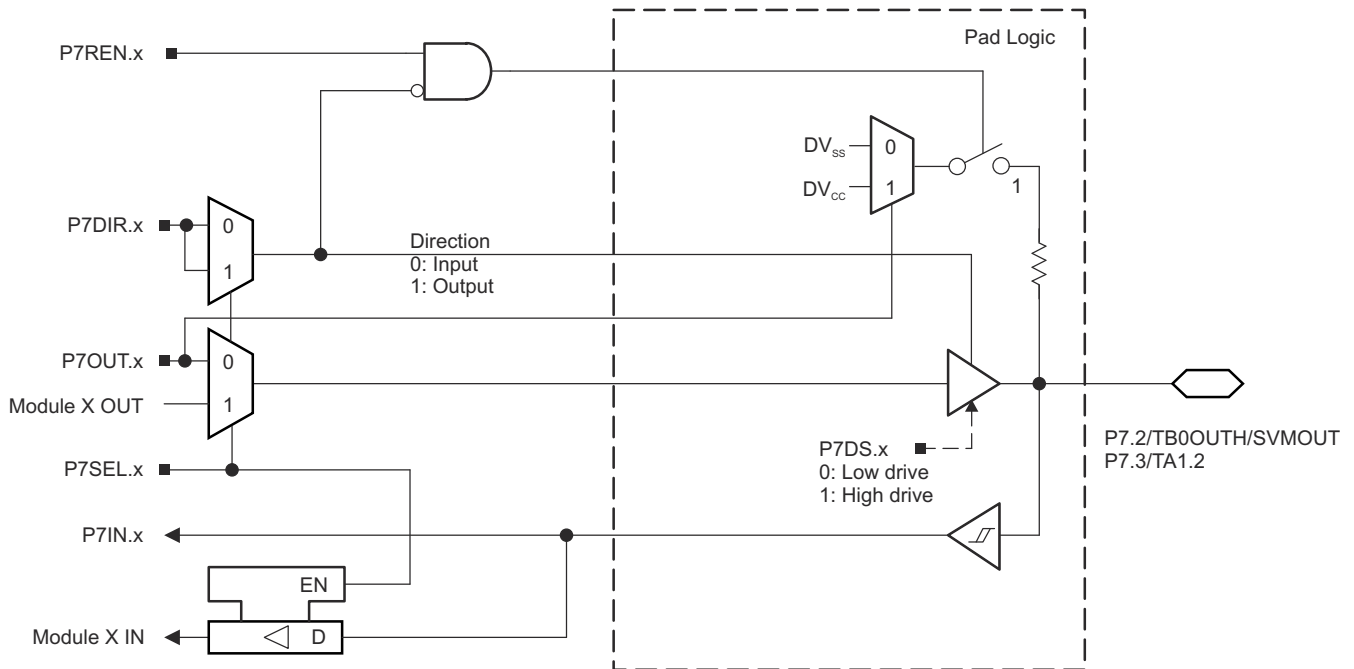 Pad Logic
P7REN.x
DVSS
0
DVCC
1
1
P7DIR.x
0
1
Direction
0: Input
1: Output
P7OUT.x
0
Module X OUT
1
P7DS.x
0: Low drive
1: High drive
P7.2/TB0OUTH/SVMOUT
P7.3/TA1.2
P7SEL.x
P7IN.x
EN
Module X IN
D